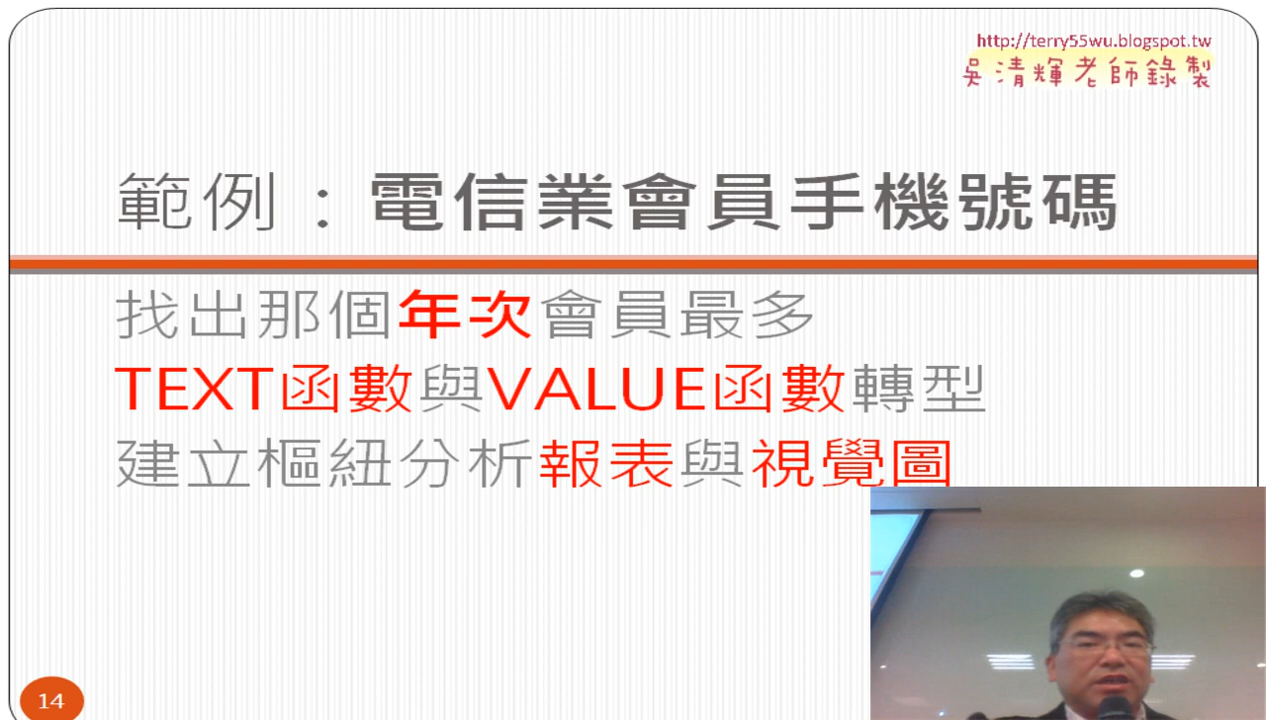 http://terry55wu.blogspot.tw
吳清輝老師錄製
範例：電信業會員手機號碼
找出那個年次會員最多
TEXT函數與VALUE函數轉型
建立樞紐分析報表與視覺圖
14